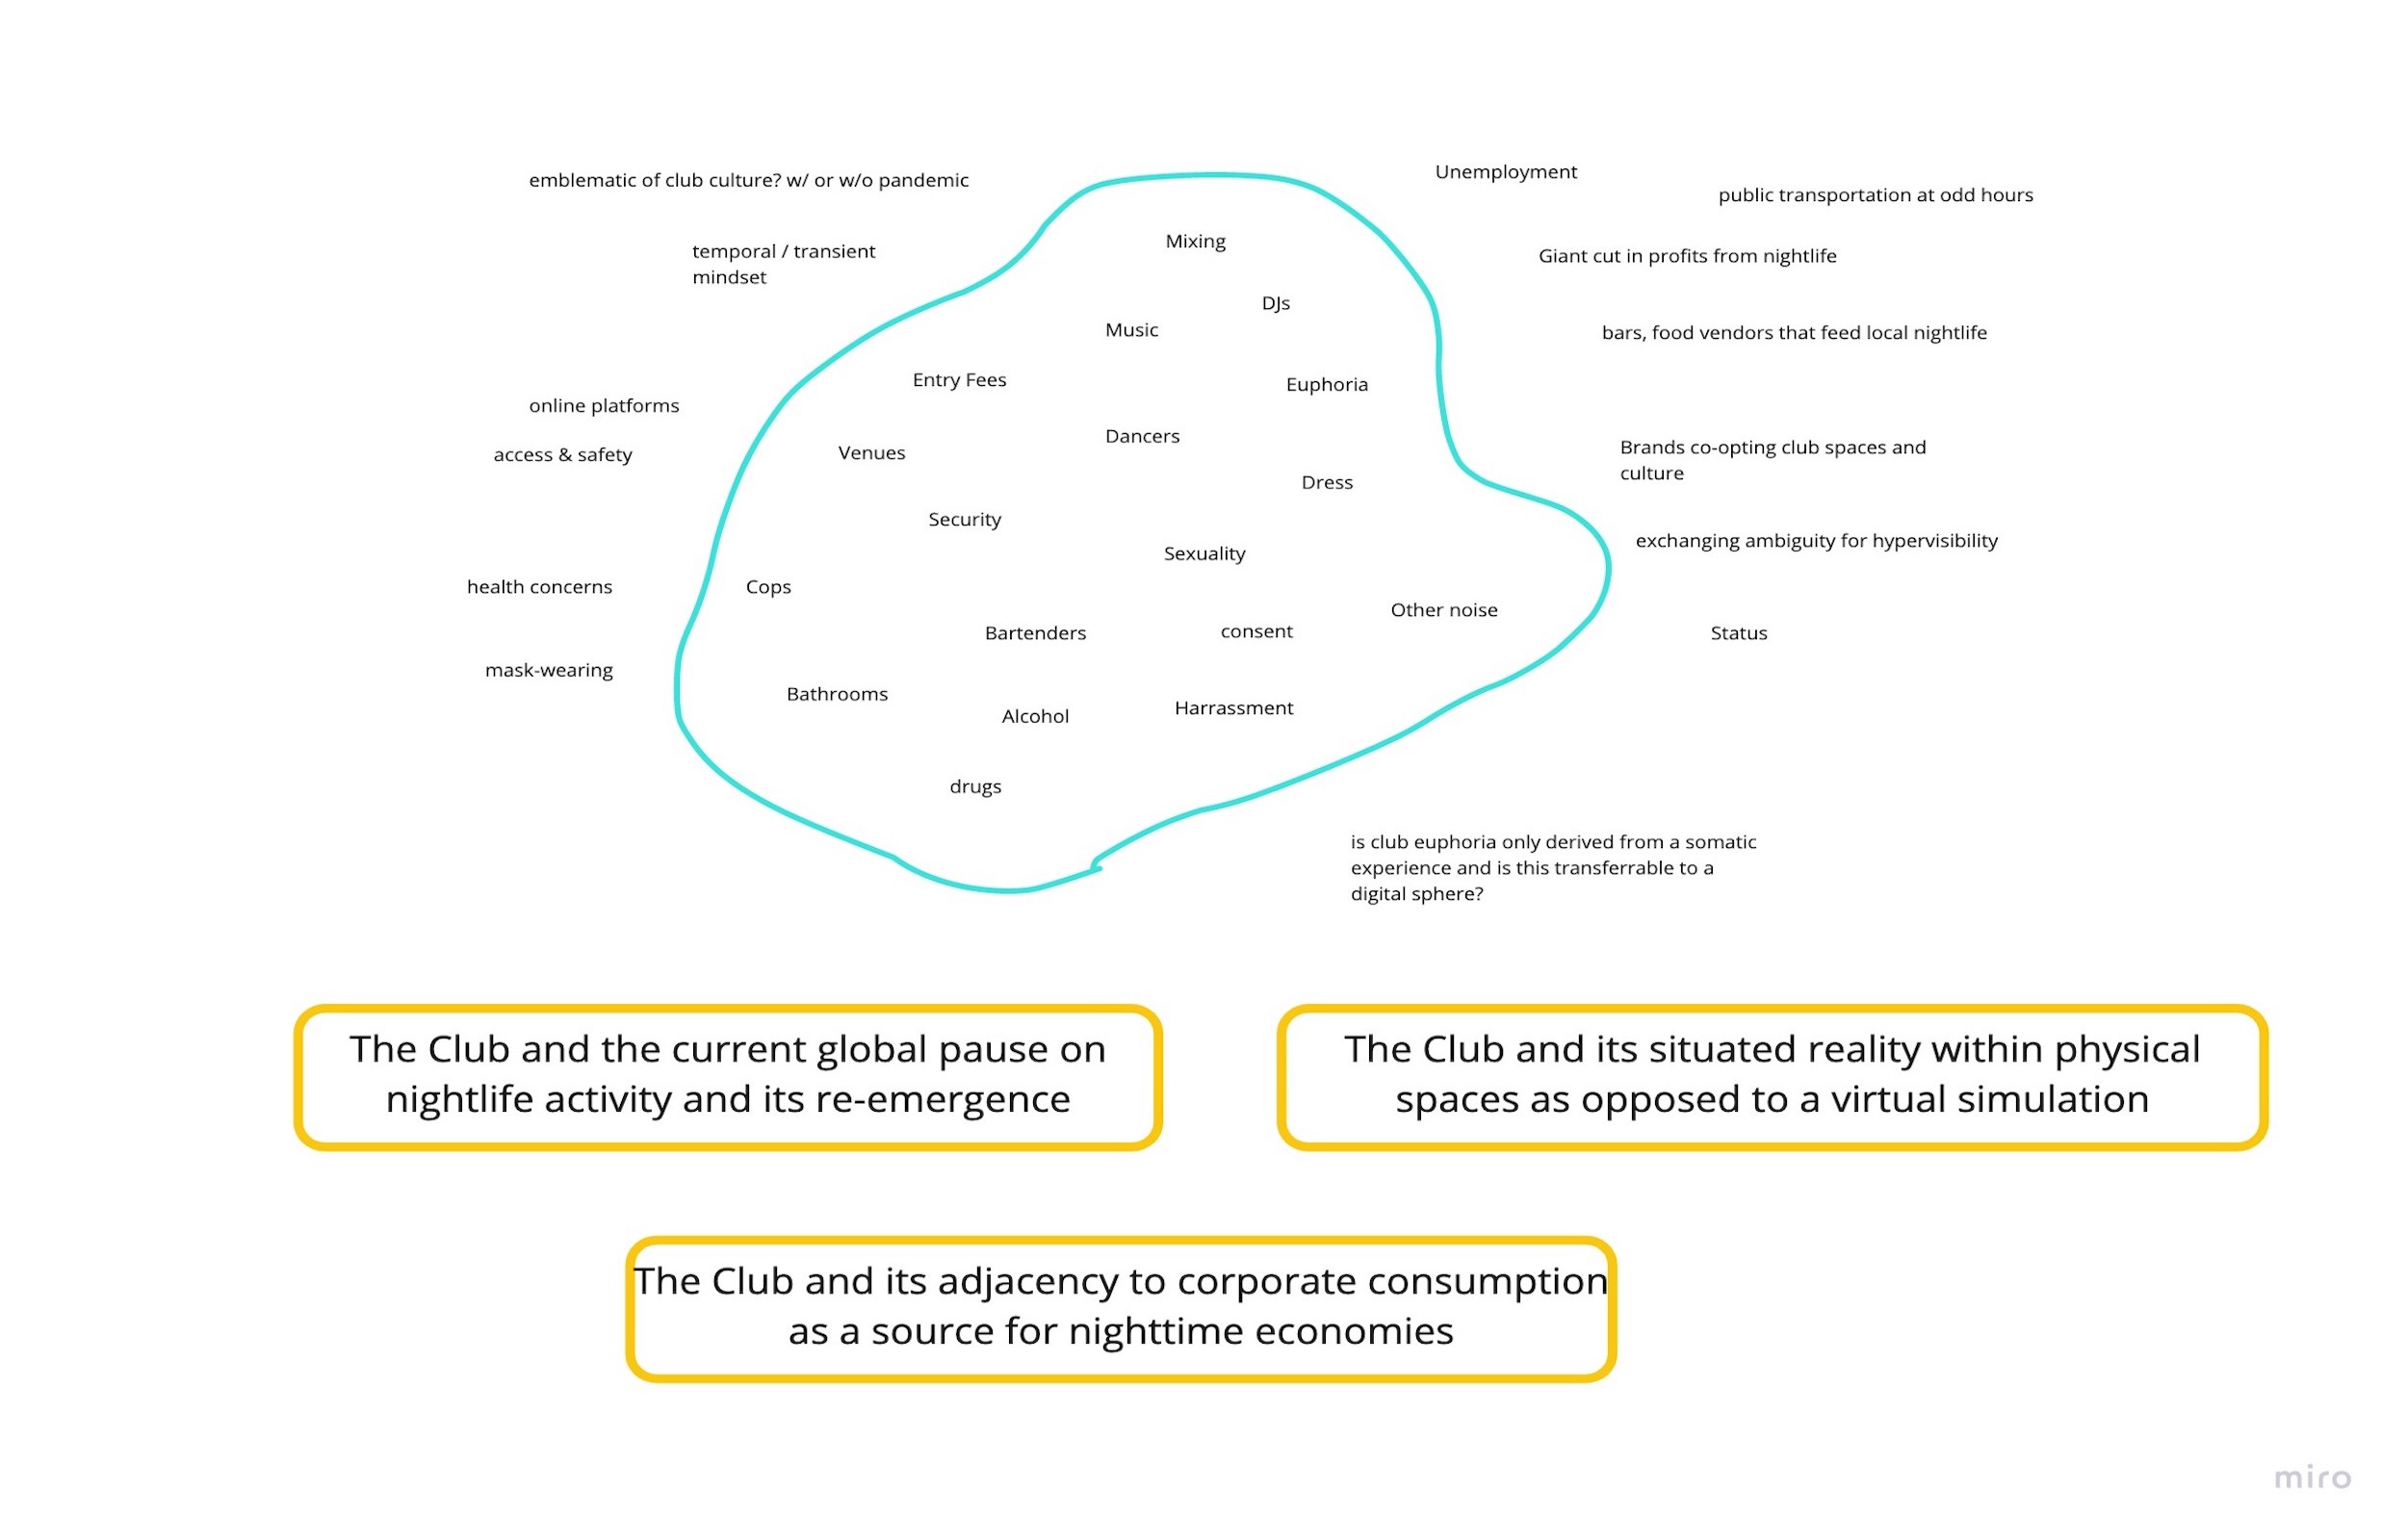 emblematic of club culture? w/ or w/o pandemic
Unemployment
public transportation at odd hours
temporal / transient
mindset
Mixing
Giant cut in profits from nightlife
DJs
Music
bars, food vendors that feed local nightlife
Entry Fees
Euphoria
online platforms
Dancers
access & safety
Venues
Brands co-opting club spaces and
culture
Dress
Security
exchanging ambiguity for hypervisibility
Sexuality
health concerns
Cops
Other noise
Bartenders
consent
Status
mask-wearing
Bathrooms
Harrassment
Alcohol
drugs
is club euphoria only derived from a somatic
experience and is this transferrable to a
digital sphere?
The Club and the current global pause on
nightlife activity and its re-emergence
The Club and its situated reality within physical
spaces as opposed to a virtual simulation
The Club and its adjacency to corporate consumption
as a source for nighttime economies
miro